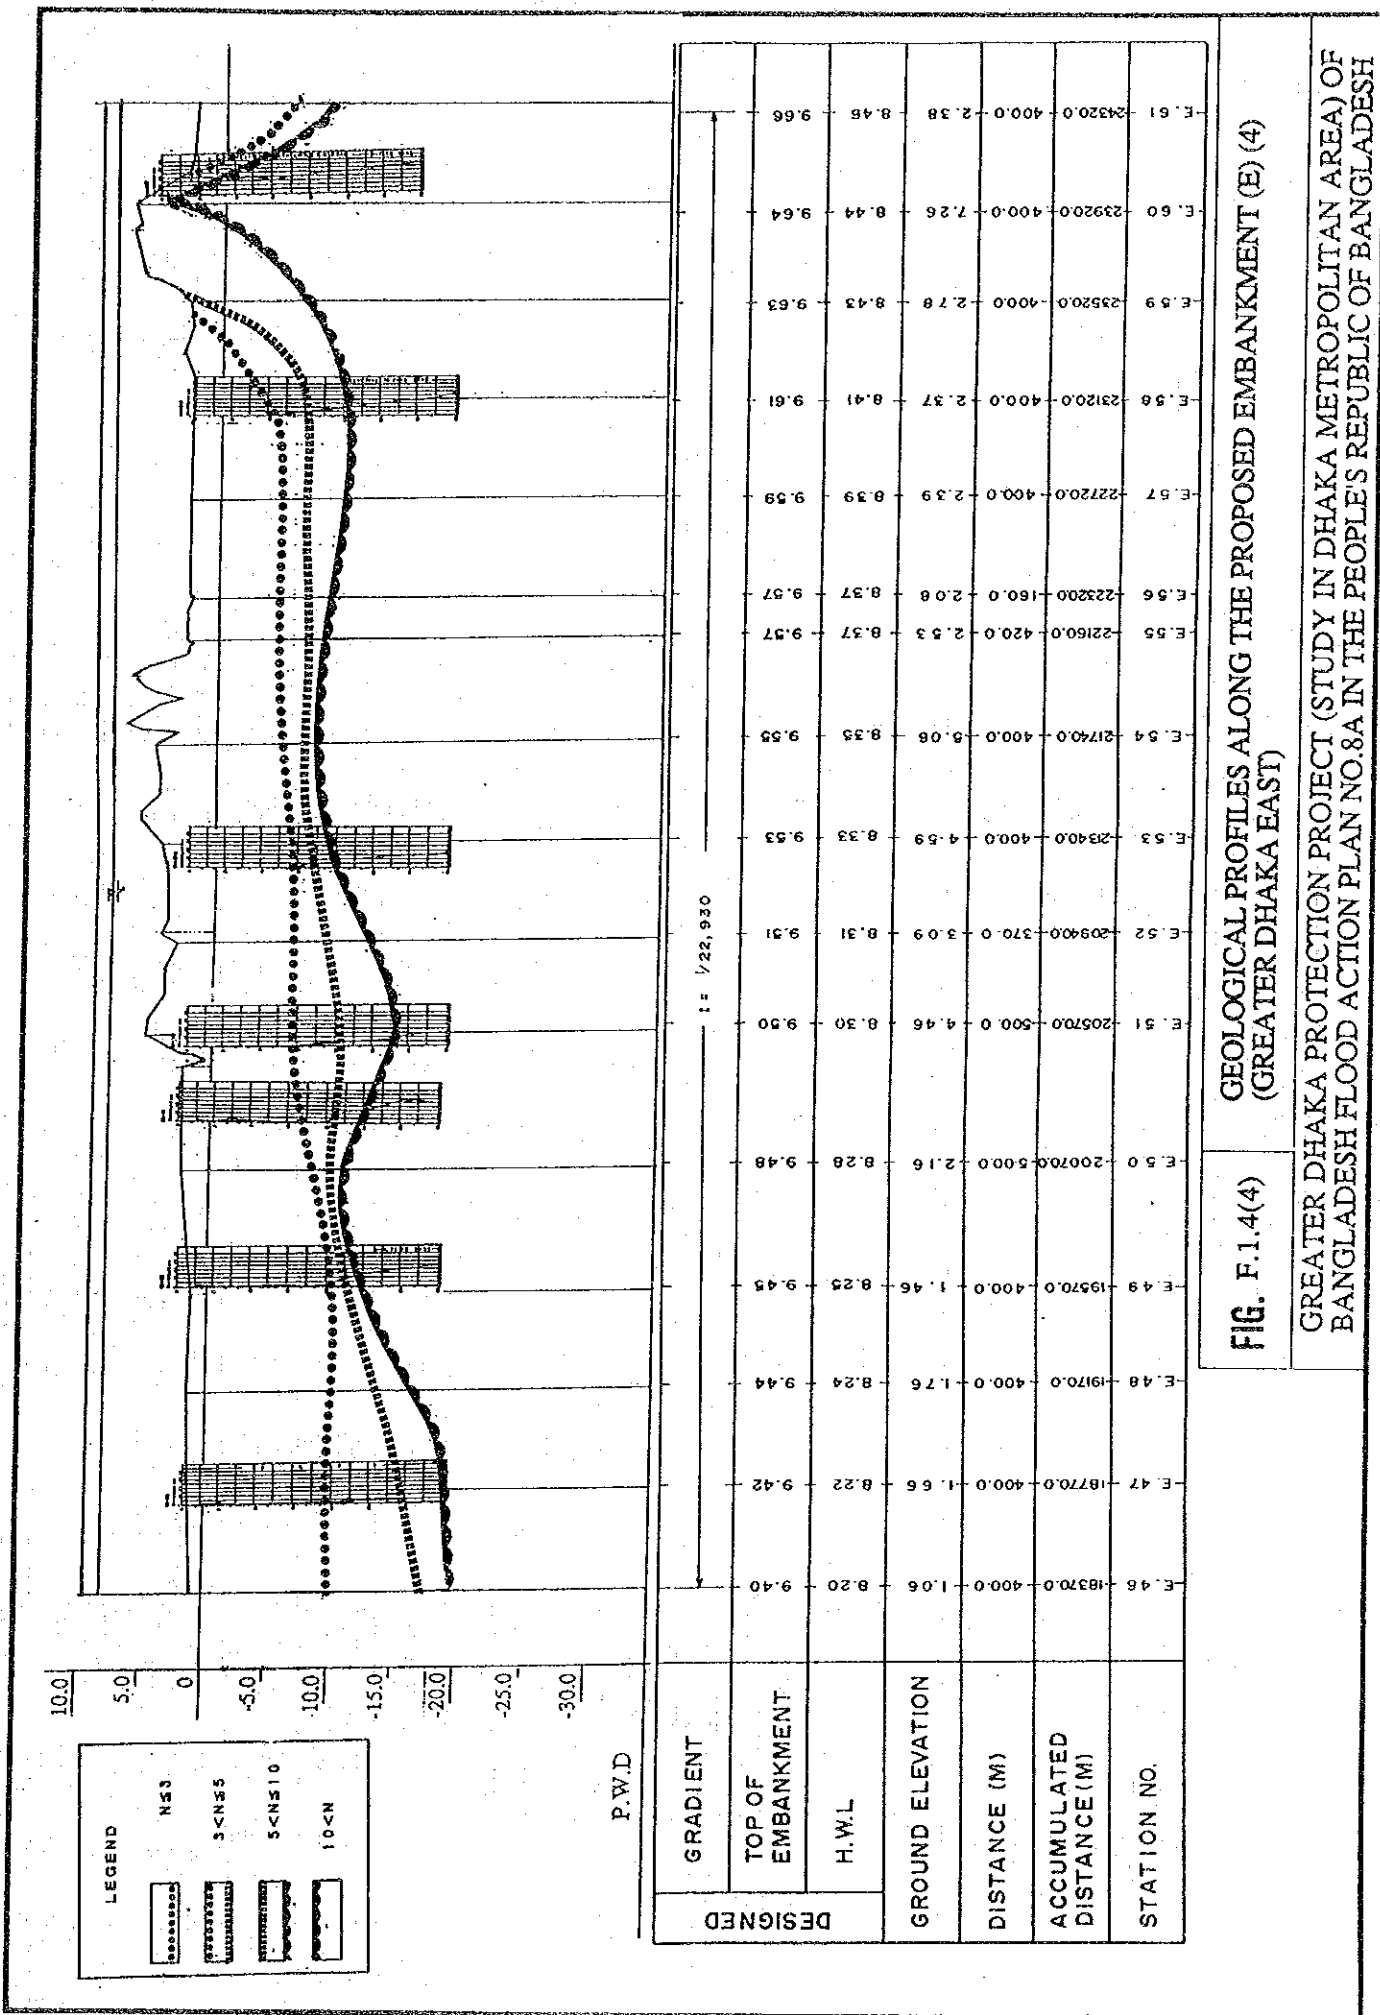 LEGEND
N≤3
3<N≤5
5<N≤10
10<N
10.0
5.0
0
-5.0
-10.0
-15.0
-20.0
-25.0
-30.0
P.W.D
I = 1/22,930
DESIGNED
GRADIENT
TOP OF EMBANKMENT 9.40 9.42 9.44 9.45 9.48 9.50 9.51 9.53 9.55 9.57 9.57 9.59 9.61 9.63 9.64 9.66
H.W.L 8.20 8.22 8.24 8.25 8.28 8.30 8.31 8.33 8.35 8.37 8.37 8.39 8.41 8.43 8.44 8.46
GROUND ELEVATION 1.06 1.66 1.76 1.46 2.16 4.46 3.09 4.59 5.06 2.53 2.06 2.39 2.37 2.78 7.26 2.38
DISTANCE (M) 400.0 400.0 400.0 400.0 500.0 500.0 370.0 400.0 400.0 420.0 160.0 400.0 400.0 400.0 400.0 400.0
ACCUMULATED DISTANCE(M) 18370.0 18770.0 19170.0 19570.0 20070.0 20570.0 20940.0 21340.0 21740.0 22160.0 22320.0 22720.0 23120.0 23520.0 23920.0 24320.0
STATION NO. E.46 E.47 E.48 E.49 E.50 E.51 E.52 E.53 E.54 E.55 E.56 E.57 E.58 E.59 E.60 E.61
FIG. F.1.4(4)
GEOLOGICAL PROFILES ALONG THE PROPOSED EMBANKMENT (E) (4)
(GREATER DHAKA EAST)
GREATER DHAKA PROTECTION PROJECT (STUDY IN DHAKA METROPOLITAN AREA) OF
BANGLADESH FLOOD ACTION PLAN NO.8A IN THE PEOPLE'S REPUBLIC OF BANGLADESH